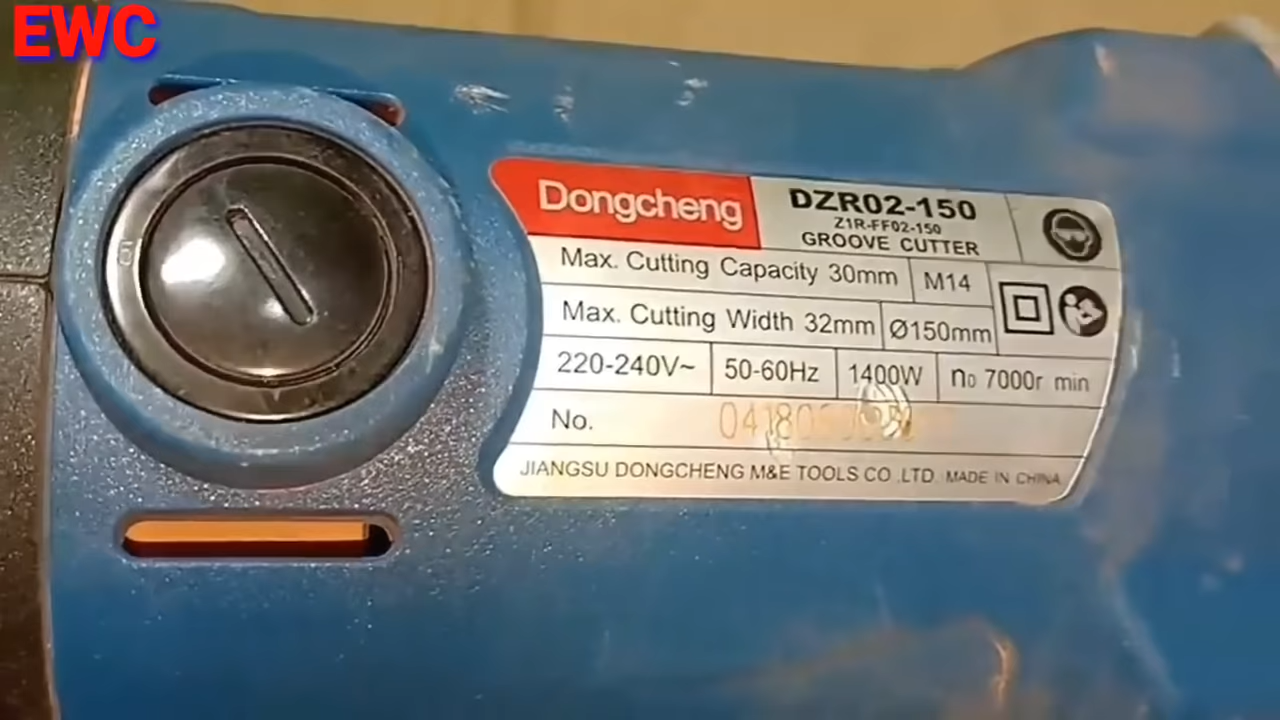 EWC
Dongcheng
DZR02-150
Z1R-FF02-150
GROOVE CUTTER
Max. Cutting Capacity 30mm M14
Max. Cutting Width 32mm Ø150mm
220-240V~ 50-60Hz 1400W n₀ 7000r min
No.
JIANGSU DONGCHENG M&E TOOLS CO .,LTD. MADE IN CHINA